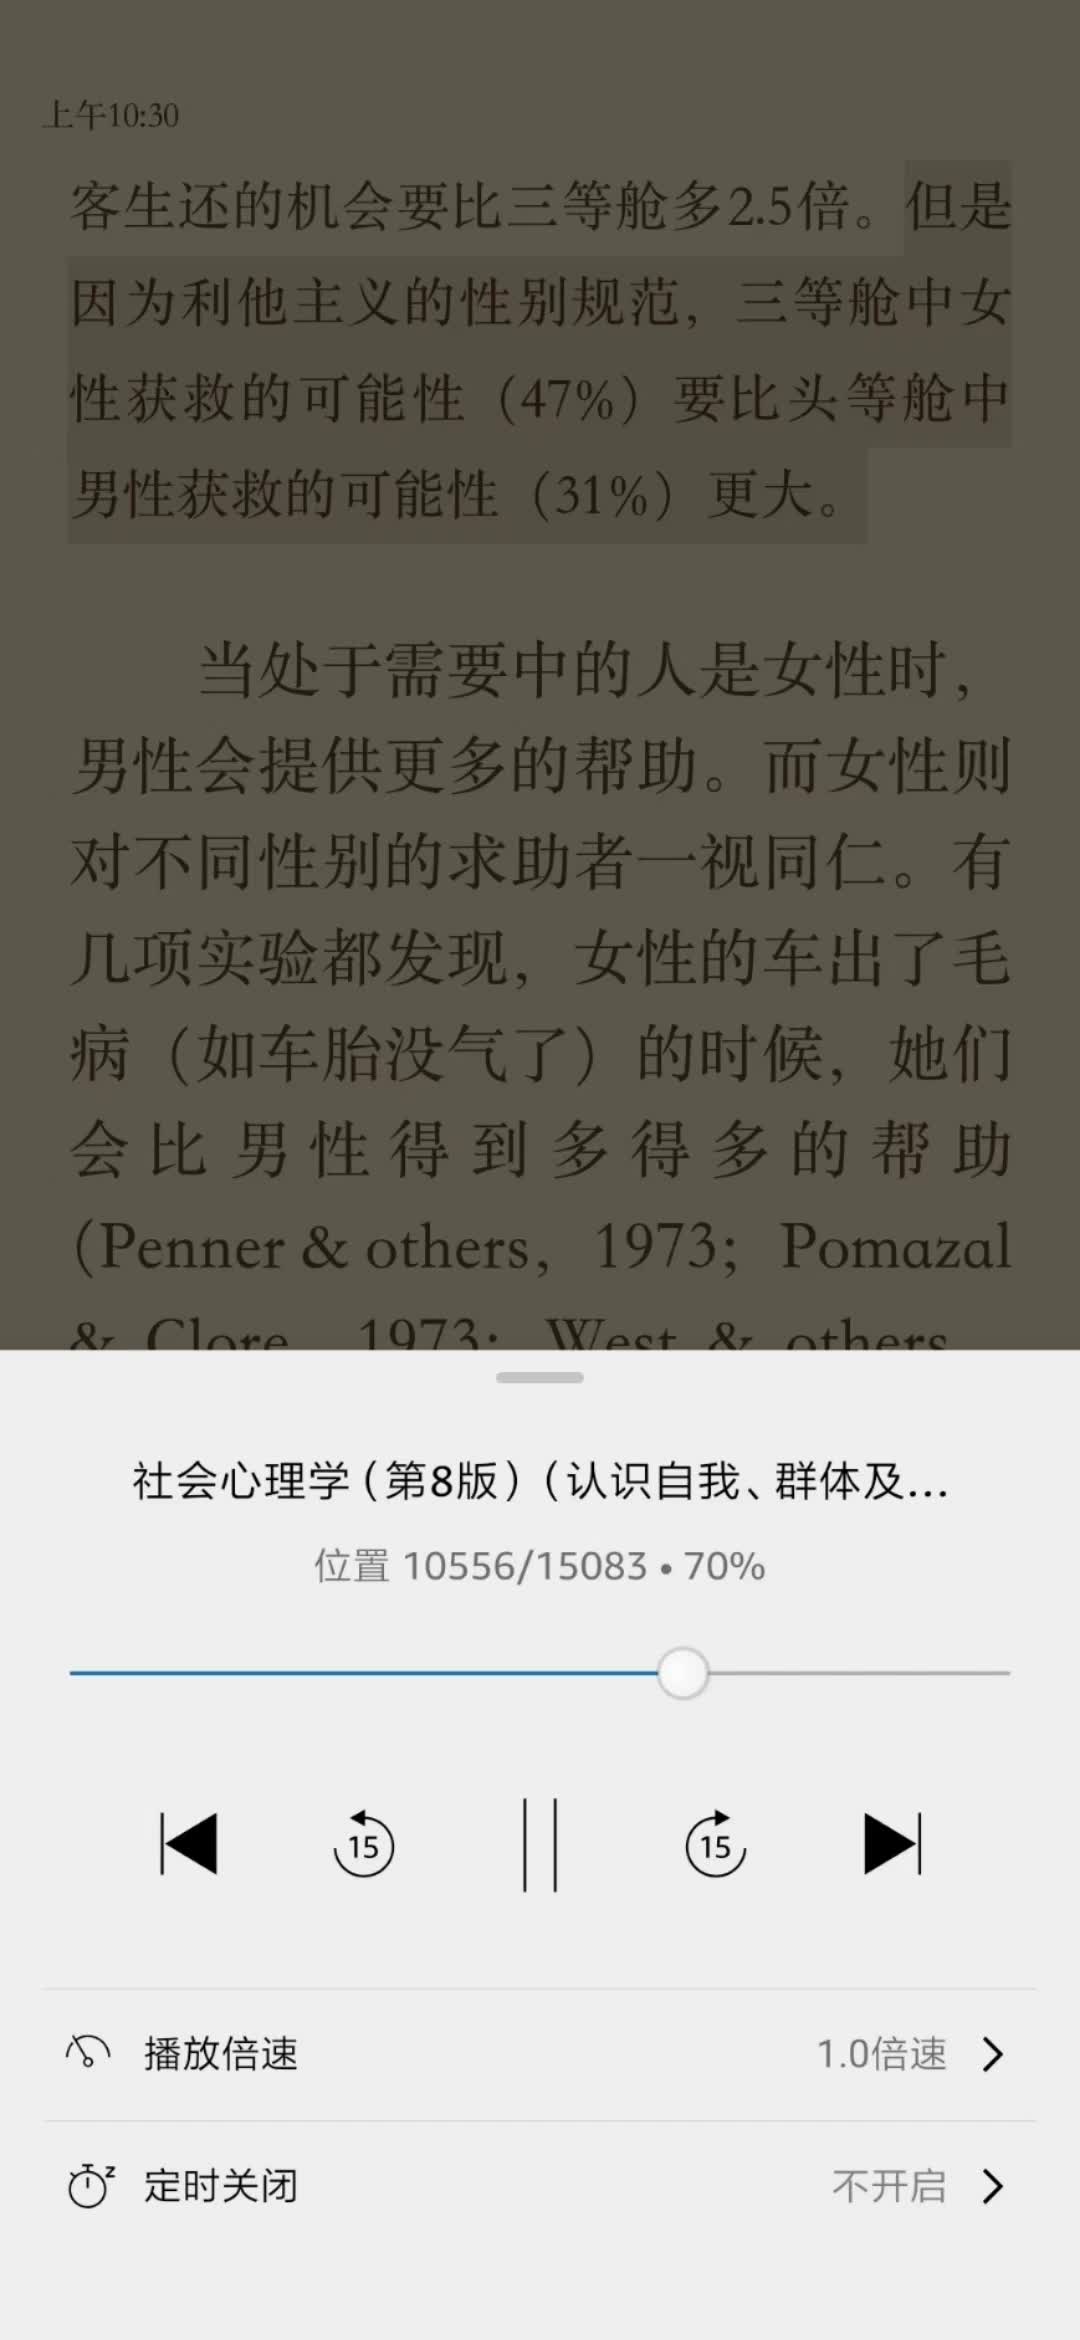 上午10:30
客生还的机会要比三等舱多2.5倍。但是
因为利他主义的性别规范，三等舱中女
性获救的可能性（47%）要比头等舱中
男性获救的可能性（31%）更大。
当处于需要中的人是女性时，
男性会提供更多的帮助。而女性则
对不同性别的求助者一视同仁。有
几项实验都发现，女性的车出了毛
病（如车胎没气了）的时候，她们
会比男性得到多得多的帮助
（Penner & others，1973；Pomazal
& Clore，1973；West & others，
社会心理学（第8版）（认识自我、群体及...
位置 10556/15083 • 70%
15
15
播放倍速
1.0倍速
定时关闭
不开启